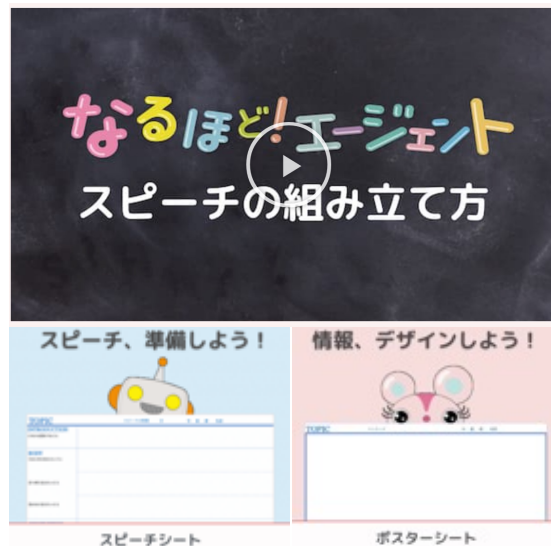 なるほど!エージェント
スピーチの組み立て方
スピーチ、準備しよう!
情報、デザインしよう!
TOPIC
INTRODUCTION
BODY
TOPIC
スピーチシート
ポスターシート